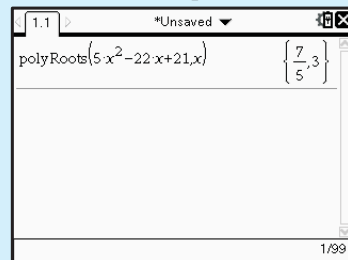 1.1 *Unsaved
polyRoots(5·x²−22·x+21,x) {7/5,3}
1/99